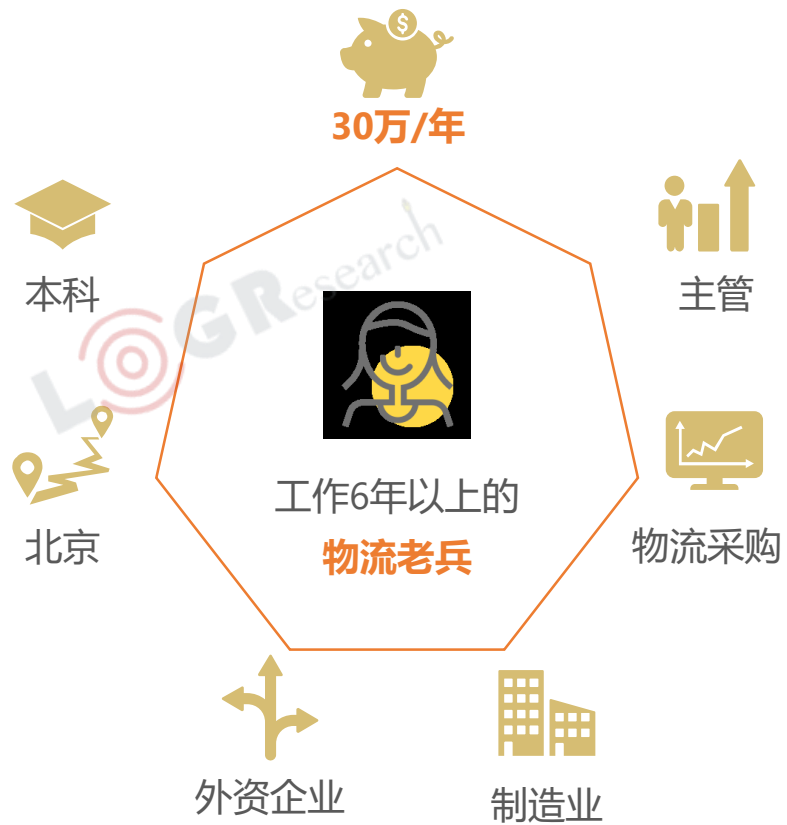 30万/年
本科
主管
LOGResearch
工作6年以上的
物流老兵
北京
物流采购
外资企业
制造业